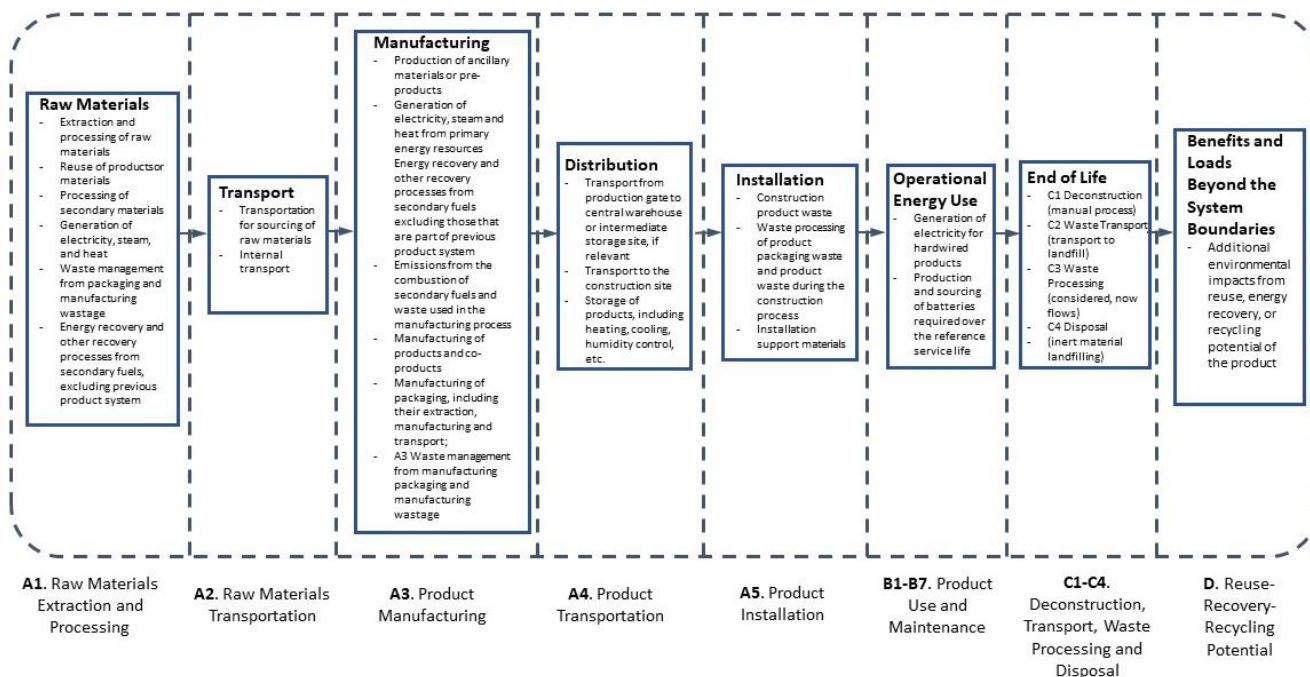 Raw Materials
- Extraction and
processing of raw
materials
- Reuse of productsor
materials
- Processing of
secondary materials
- Generation of
electricity, steam,
and heat
- Waste management
from packaging and
manufacturing
wastage
- Energy recovery and
other recovery
processes from
secondary fuels,
excluding previous
product system
Transport
- Transportation
for sourcing of
raw materials
- Internal
transport
Manufacturing
- Production of ancillary
materials or pre-
products
- Generation of
electricity, steam and
heat from primary
energy resources
Energy recovery and
other recovery
processes from
secondary fuels
excluding those that
are part of previous
product system
- Emissions from the
combustion of
secondary fuels and
waste used in the
manufacturing process
- Manufacturing of
products and co-
products
- Manufacturing of
packaging, including
their extraction,
manufacturing and
transport;
- A3 Waste management
from manufacturing
packaging and
manufacturing
wastage
Distribution
- Transport from
production gate to
central warehouse
or intermediate
storage site, if
relevant
- Transport to the
construction site
- Storage of
products, including
heating, cooling,
humidity control,
etc.
Installation
- Construction
product waste
- Waste processing
of product
packaging waste
and product
waste during the
construction
process
- Installation
support materials
Operational
Energy Use
- Generation of
electricity for
hardwired
products
- Production
and sourcing
of batteries
required over
the reference
service life
End of Life
- C1 Deconstruction
(manual process)
- C2 Waste Transport
- (transport to
landfill)
- C3 Waste
Processing
(considered, now
flows)
- C4 Disposal
- (inert material
landfilling)
Benefits and
Loads
Beyond the
System
Boundaries
- Additional
environmental
impacts from
reuse, energy
recovery, or
recycling
potential of
the product
A1. Raw Materials
Extraction and
Processing
A2. Raw Materials
Transportation
A3. Product
Manufacturing
A4. Product
Transportation
A5. Product
Installation
B1-B7. Product
Use and
Maintenance
C1-C4.
Deconstruction,
Transport, Waste
Processing and
Disposal
D. Reuse-
Recovery-
Recycling
Potential